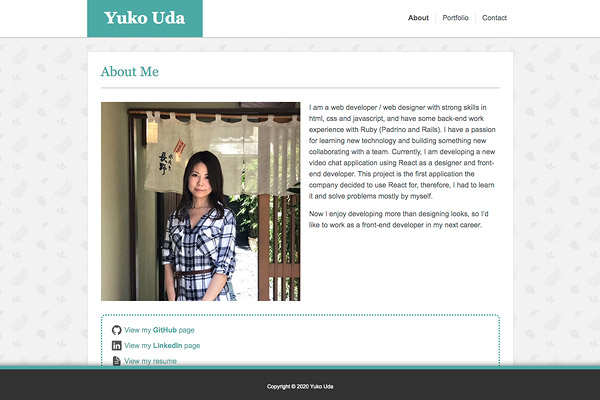 Yuko Uda
About
Portfolio
Contact
About Me
I am a web developer / web designer with strong skills in
html, css and javascript, and have some back-end work
experience with Ruby (Padrino and Rails). I have a passion
for learning new technology and building something new
collaborating with a team. Currently, I am developing a new
video chat application using React as a designer and front-
end developer. This project is the first application the
company decided to use React for, therefore, I had to learn
it and solve problems mostly by myself.
Now I enjoy developing more than designing looks, so I'd
like to work as a front-end developer in my next career.
長野
View my GitHub page
View my LinkedIn page
View my resume
Copyright © 2020 Yuko Uda